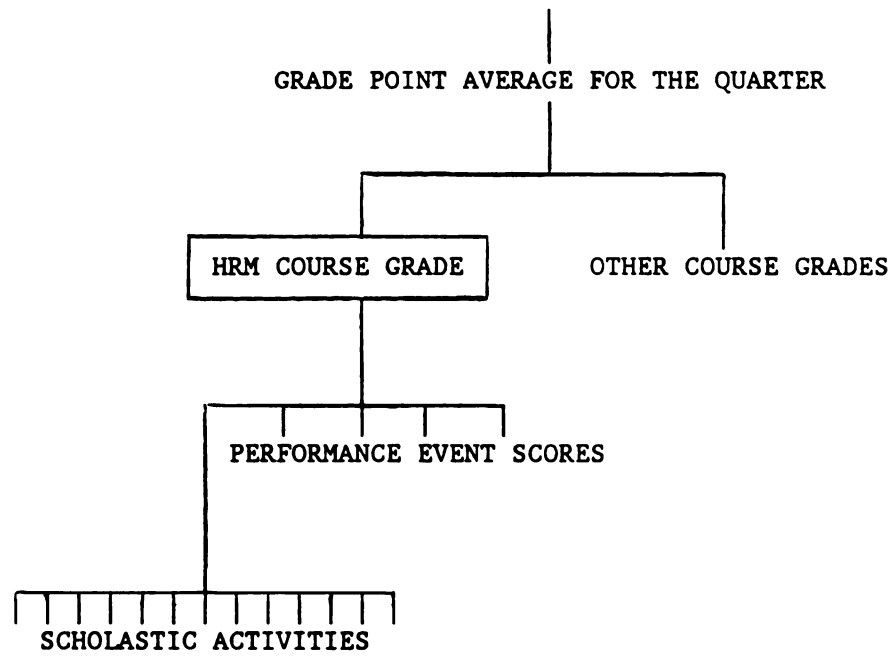 GRADE POINT AVERAGE FOR THE QUARTER
HRM COURSE GRADE
OTHER COURSE GRADES
PERFORMANCE EVENT SCORES
SCHOLASTIC ACTIVITIES